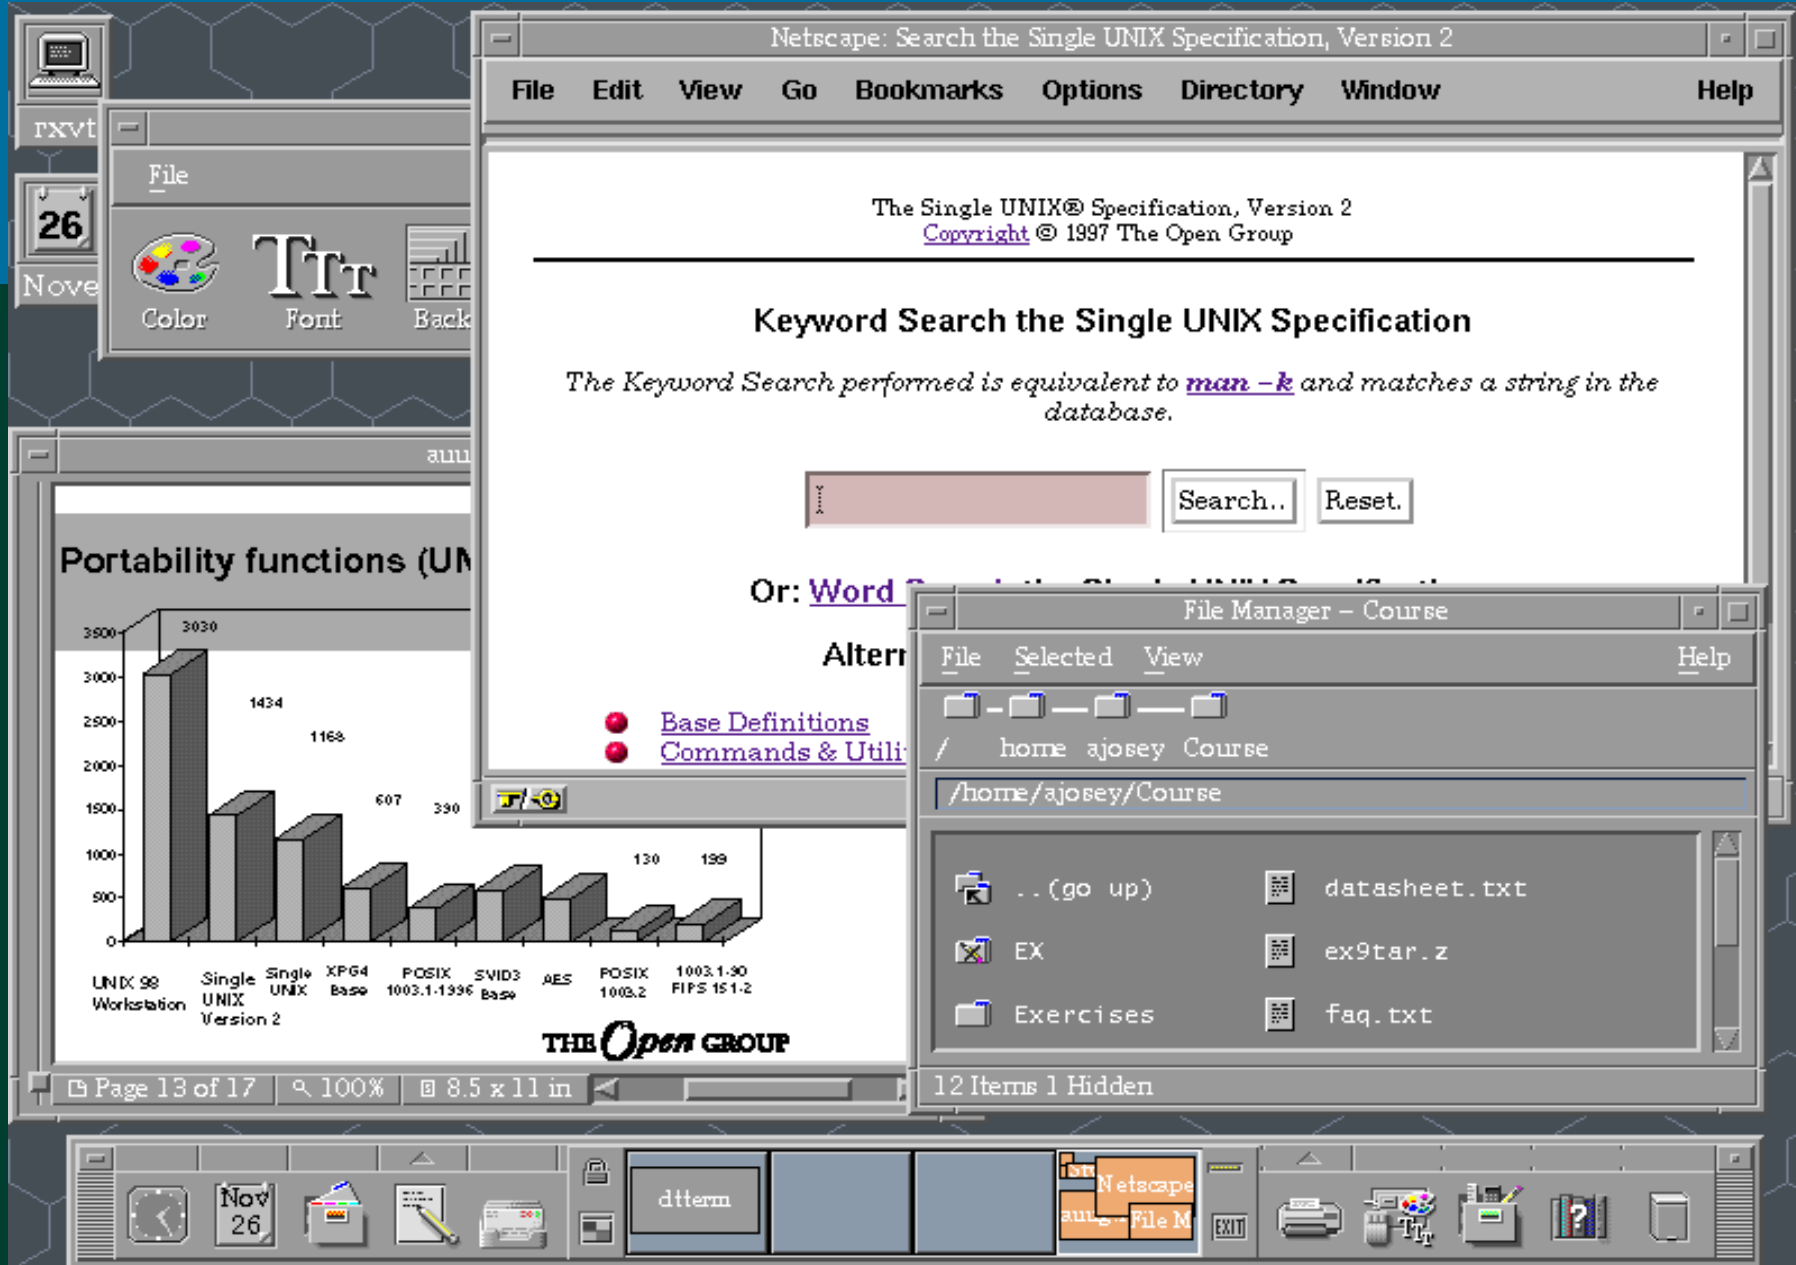 rxvt
26
Nove
File
Color
Font
Back
Netscape: Search the Single UNIX Specification, Version 2
File Edit View Go Bookmarks Options Directory Window Help
The Single UNIX® Specification, Version 2
Copyright © 1997 The Open Group
Keyword Search the Single UNIX Specification
The Keyword Search performed is equivalent to man -k and matches a string in the
database.
Search.. Reset.
Or: Word
Altern
Base Definitions
Commands & Utili
auu
Portability functions (UN
3500
3000
2500
2000
1500
1000
500
0
3030
1434
1168
607
390
130
199
UNIX 98
Workstation
Single
UNIX
Version 2
Single
UNIX
XPG4
Base
POSIX
1003.1-1996
SVID3
Base
AES
POSIX
1003.2
1003.1-90
FIPS 151-2
THE Open GROUP
Page 13 of 17 100% 8.5 x 11 in
File Manager – Course
File Selected View Help
/ home ajosey Course
/home/ajosey/Course
..(go up)
datasheet.txt
EX
ex9tar.z
Exercises
faq.txt
12 Items 1 Hidden
Nov
26
dtterm
Netscape
File M
EXIT